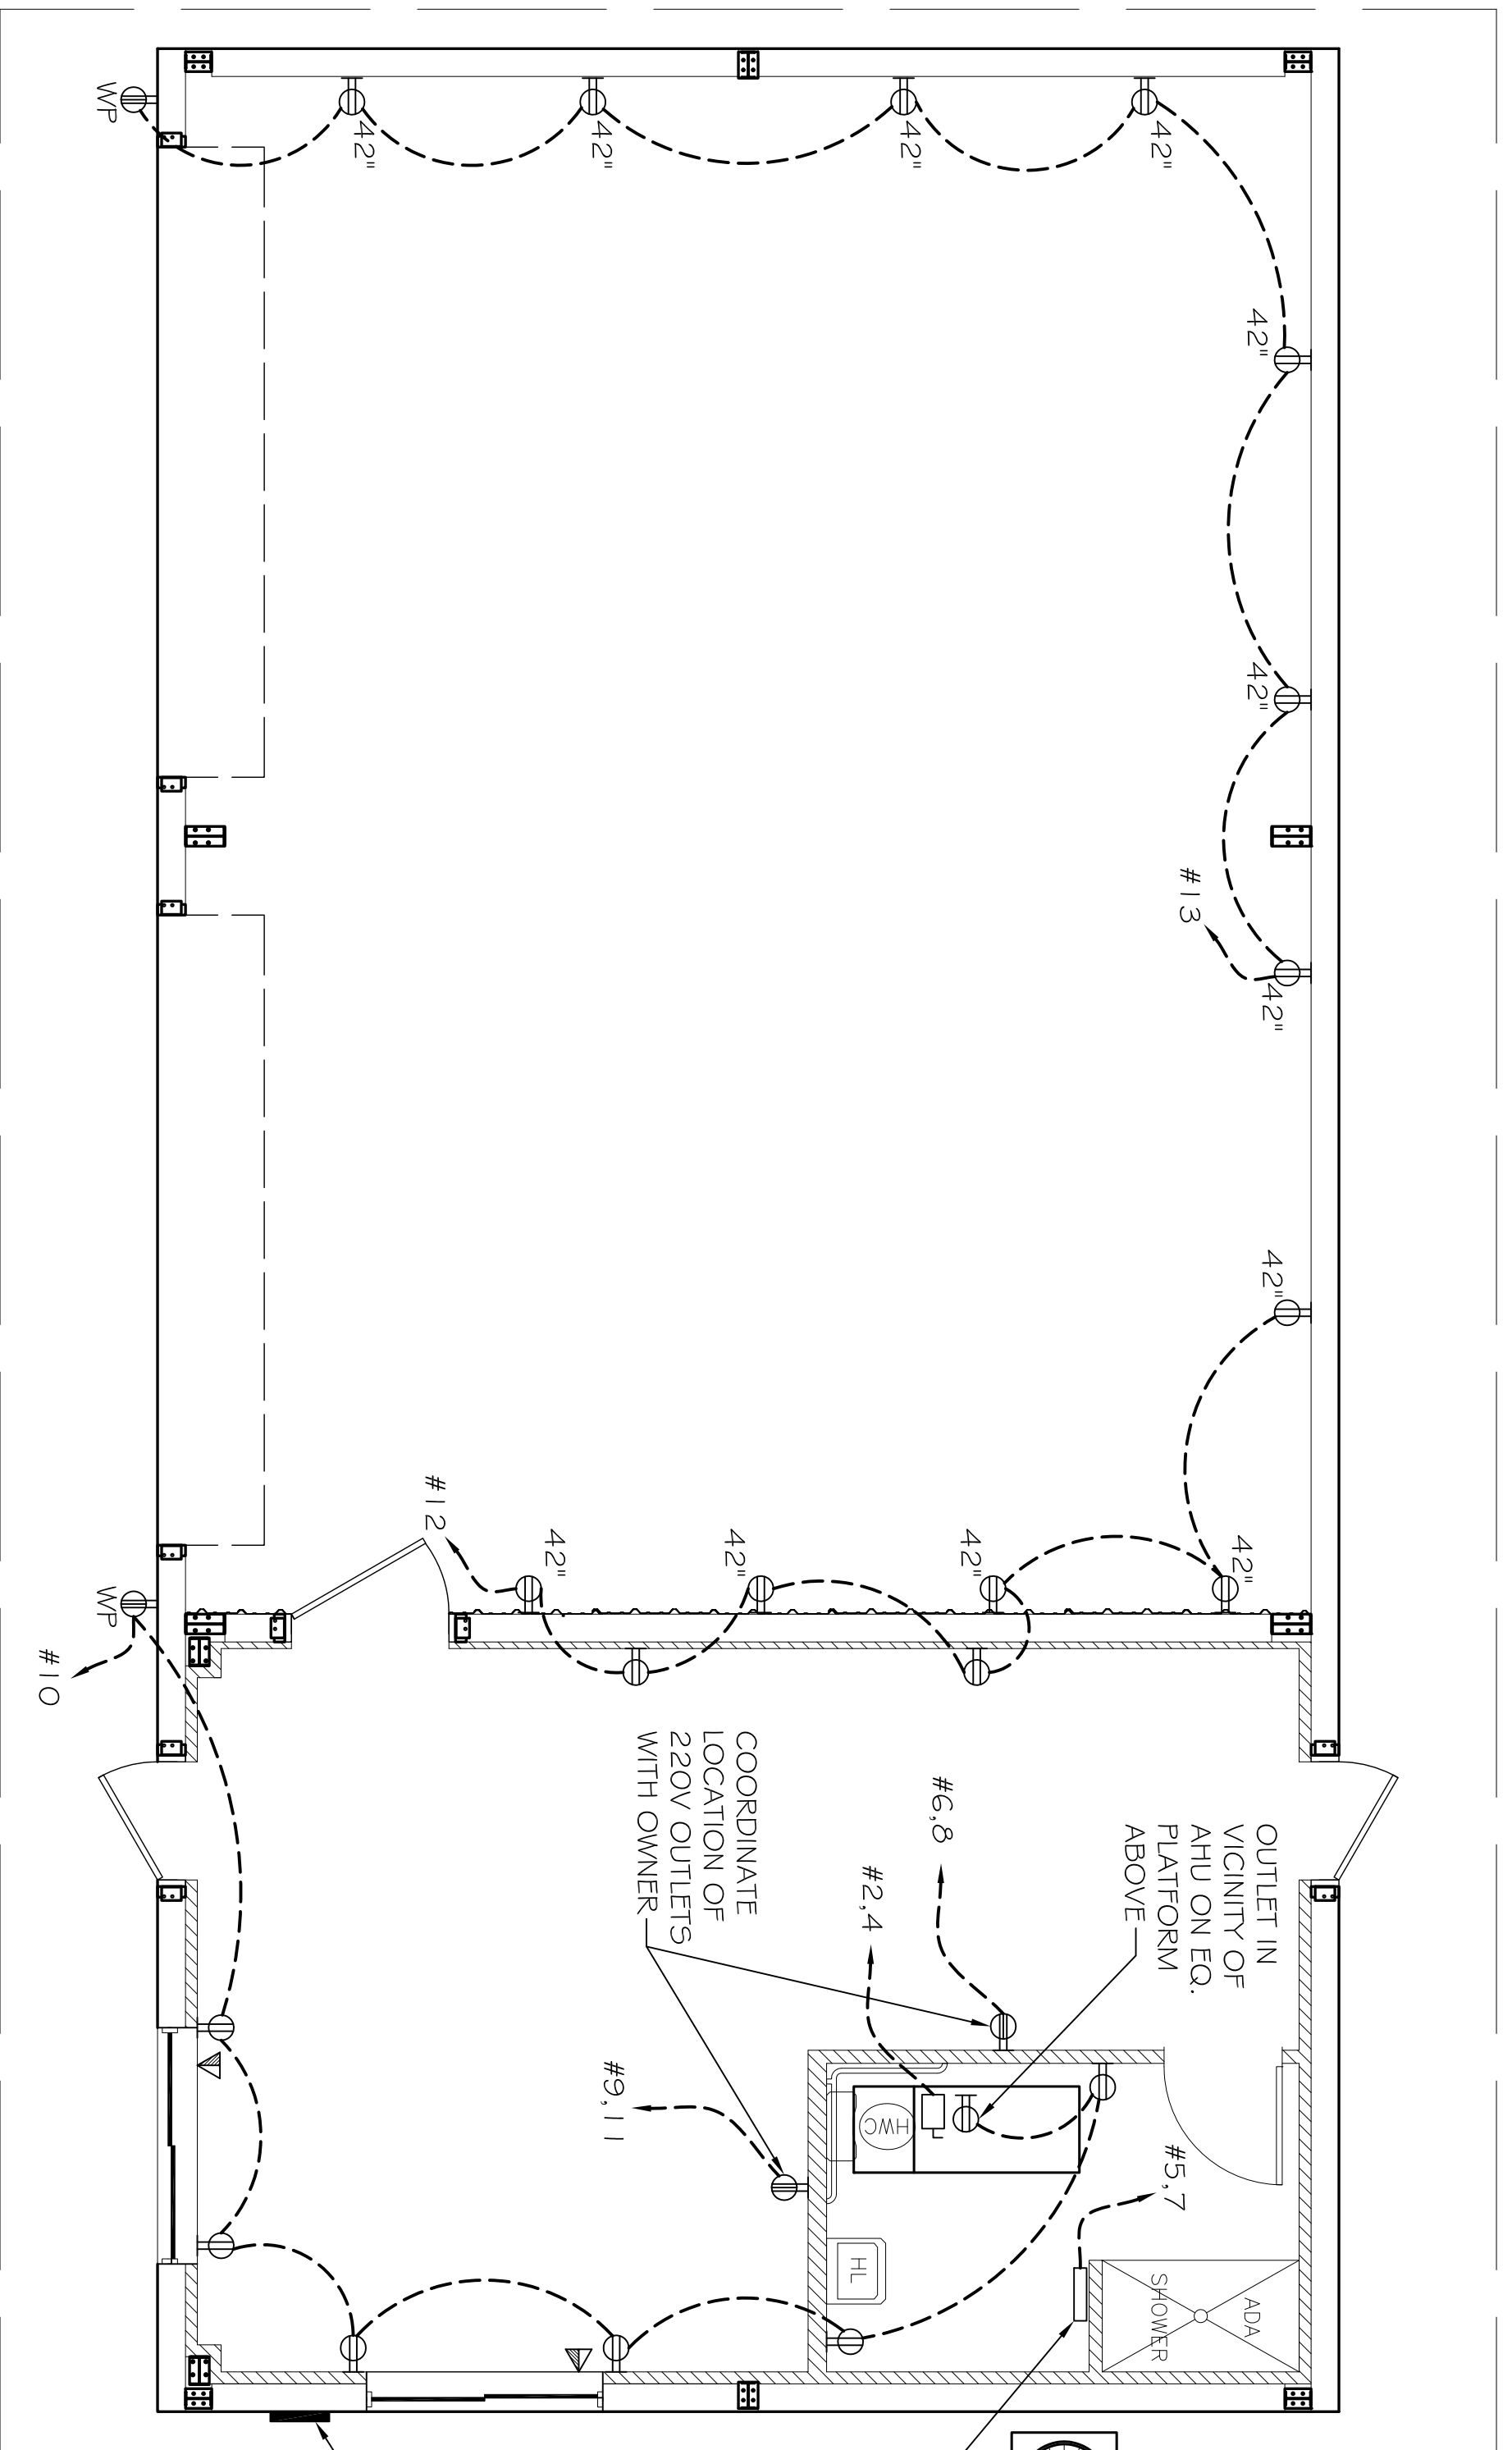 WP
42"
42"
42"
42"
42"
42"
#13
42"
42"
#12
42"
42"
42"
42"
WP
#10
COORDINATE
LOCATION OF
220V OUTLETS
WITH OWNER
#6,8
#2,4
OUTLET IN
VICINITY OF
AHU ON EQ.
PLATFORM
ABOVE
#9,11
HWC
#5,7
HL
ADA
SHOWER